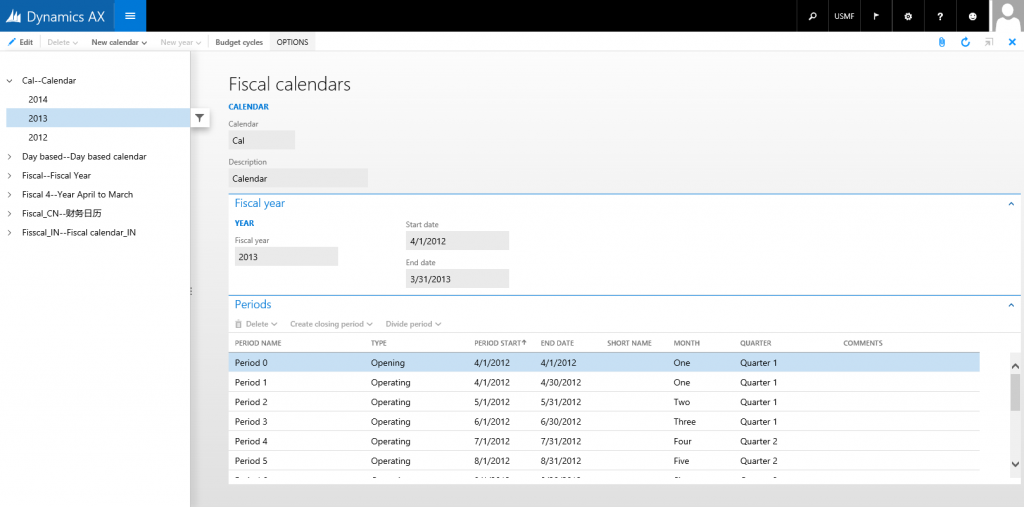 Dynamics AX USMF ?
Edit Delete New calendar New year Budget cycles OPTIONS
Cal--Calendar
2014
2013
2012
Day based--Day based calendar
Fiscal--Fiscal Year
Fiscal 4--Year April to March
Fiscal_CN--财务日历
Fisscal_IN--Fiscal calendar_IN
Fiscal calendars
CALENDAR
Calendar
Cal
Description
Calendar
Fiscal year
YEAR
Fiscal year
2013
Start date
4/1/2012
End date
3/31/2013
Periods
Delete Create closing period Divide period
PERIOD NAME TYPE PERIOD START END DATE SHORT NAME MONTH QUARTER COMMENTS
Period 0 Opening 4/1/2012 4/1/2012 One Quarter 1
Period 1 Operating 4/1/2012 4/30/2012 One Quarter 1
Period 2 Operating 5/1/2012 5/31/2012 Two Quarter 1
Period 3 Operating 6/1/2012 6/30/2012 Three Quarter 1
Period 4 Operating 7/1/2012 7/31/2012 Four Quarter 2
Period 5 Operating 8/1/2012 8/31/2012 Five Quarter 2